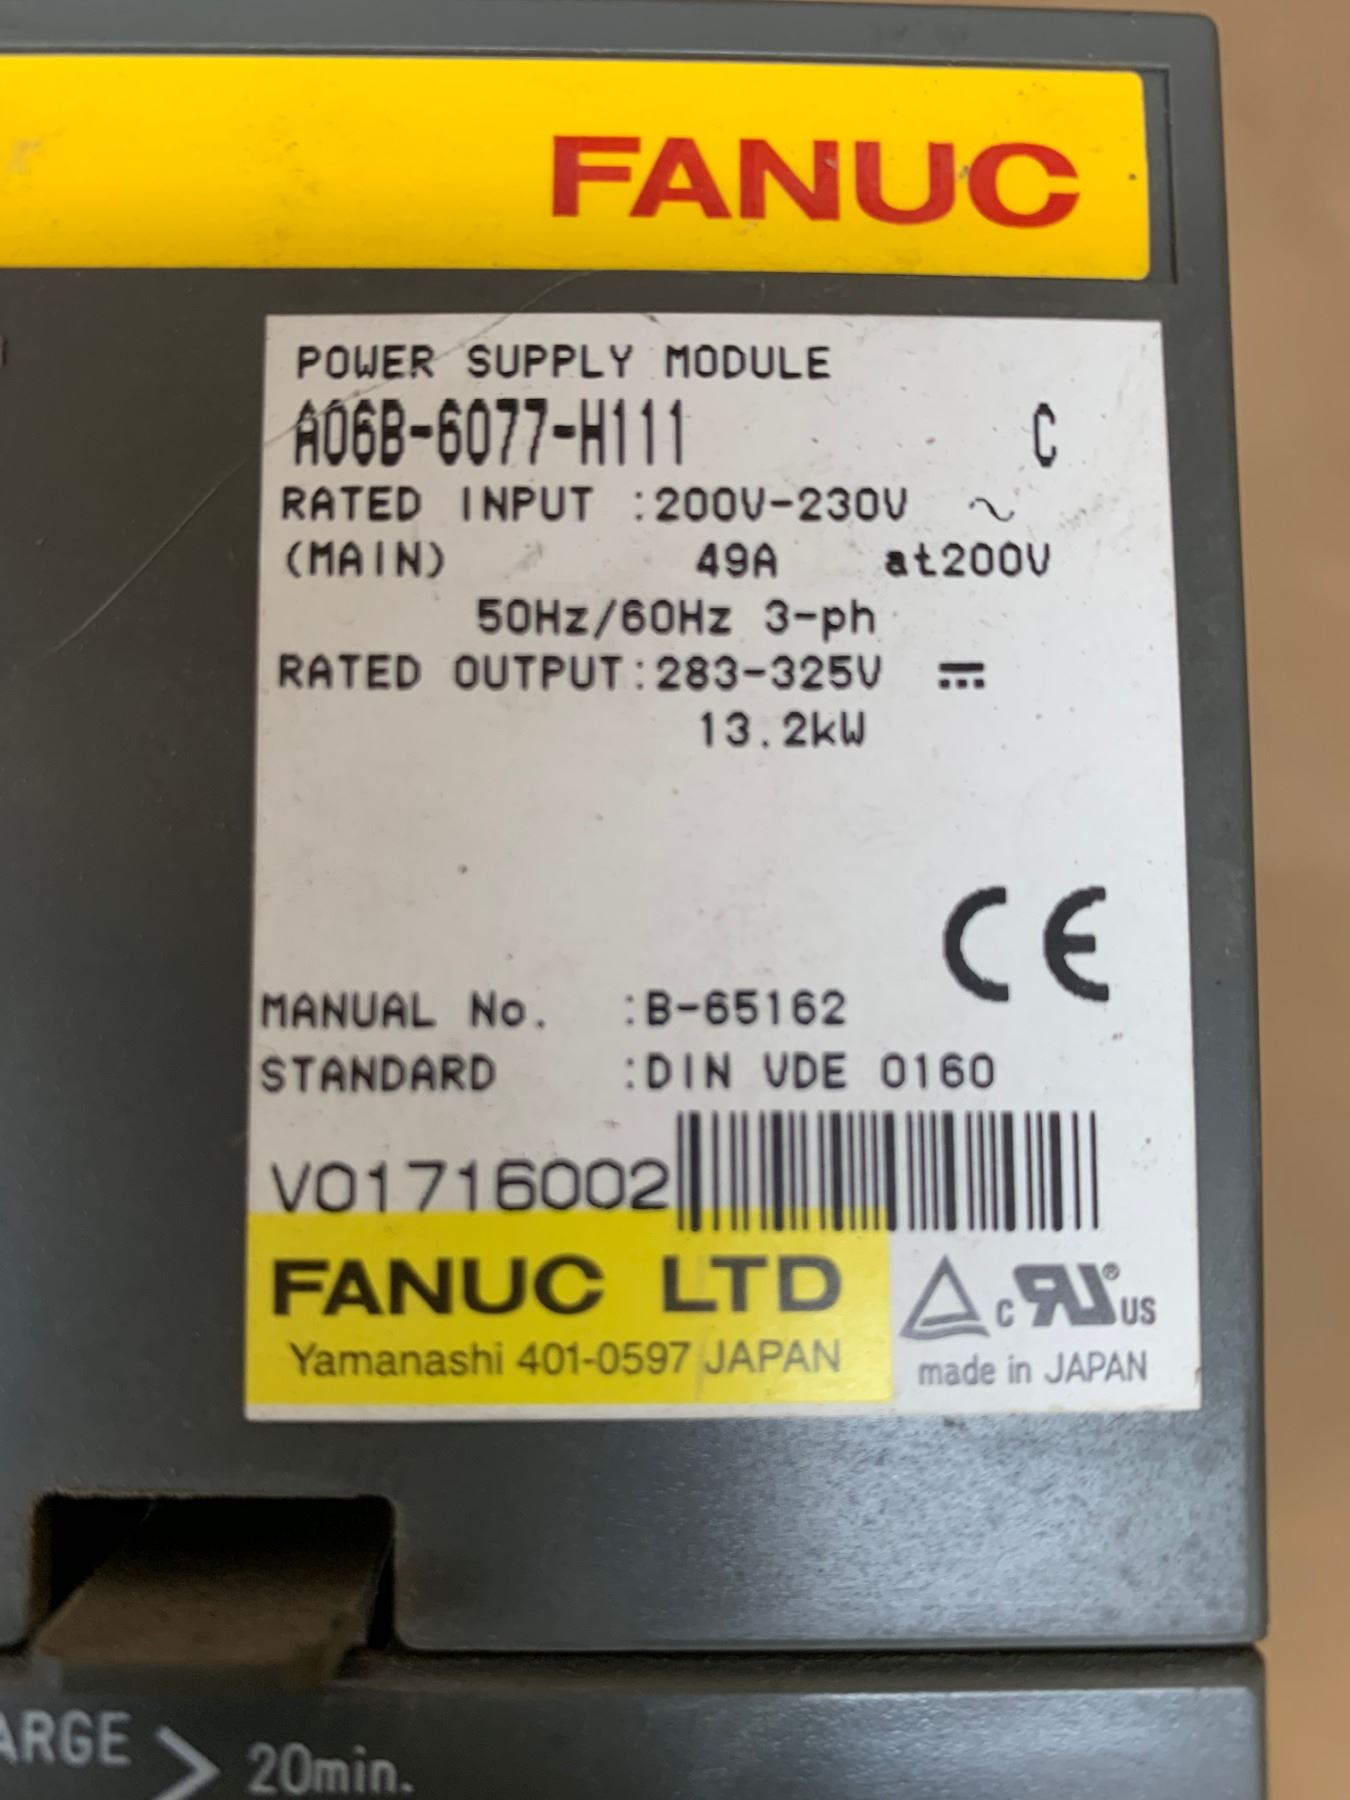 FANUC
POWER SUPPLY MODULE
A06B-6077-H111 C
RATED INPUT :200V-230V ~
(MAIN) 49A at200V
50Hz/60Hz 3-ph
RATED OUTPUT:283-325V ⎓
13.2kW
CE
MANUAL No. :B-65162
STANDARD :DIN VDE 0160
V01716002
FANUC LTD
Yamanashi 401-0597 JAPAN
c RU® US
made in JAPAN
ARGE > 20min.